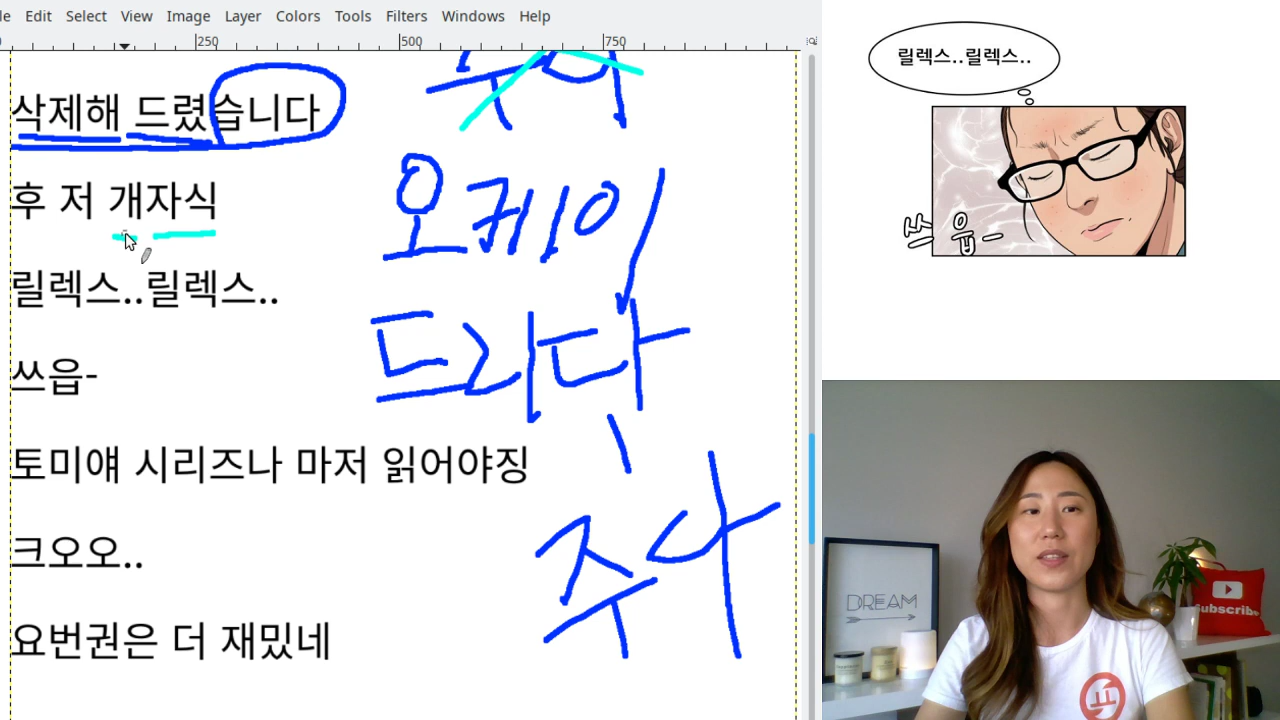 Edit Select View Image Layer Colors Tools Filters Windows Help
250 500 750
삭제해 드렸습니다
후 저 개자식
릴렉스..릴렉스..
쓰읍-
토미얘 시리즈나 마저 읽어야징
크오오..
요번권은 더 재밌네
오케이
드리다
주다
릴렉스..릴렉스..
쓰읍-
DREAM
Subscribe